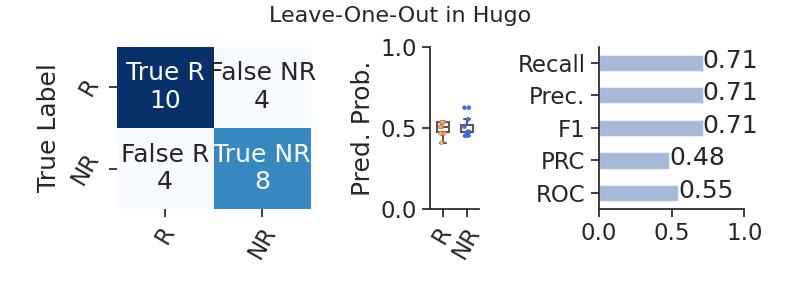 Leave-One-Out in Hugo
True Label
R
NR
True R
10
False NR
4
False R
4
True NR
8
R
NR
Pred. Prob.
1.0
0.5
0.0
R
NR
Recall
0.71
Prec.
0.71
F1
0.71
PRC
0.48
ROC
0.55
0.0 0.5 1.0